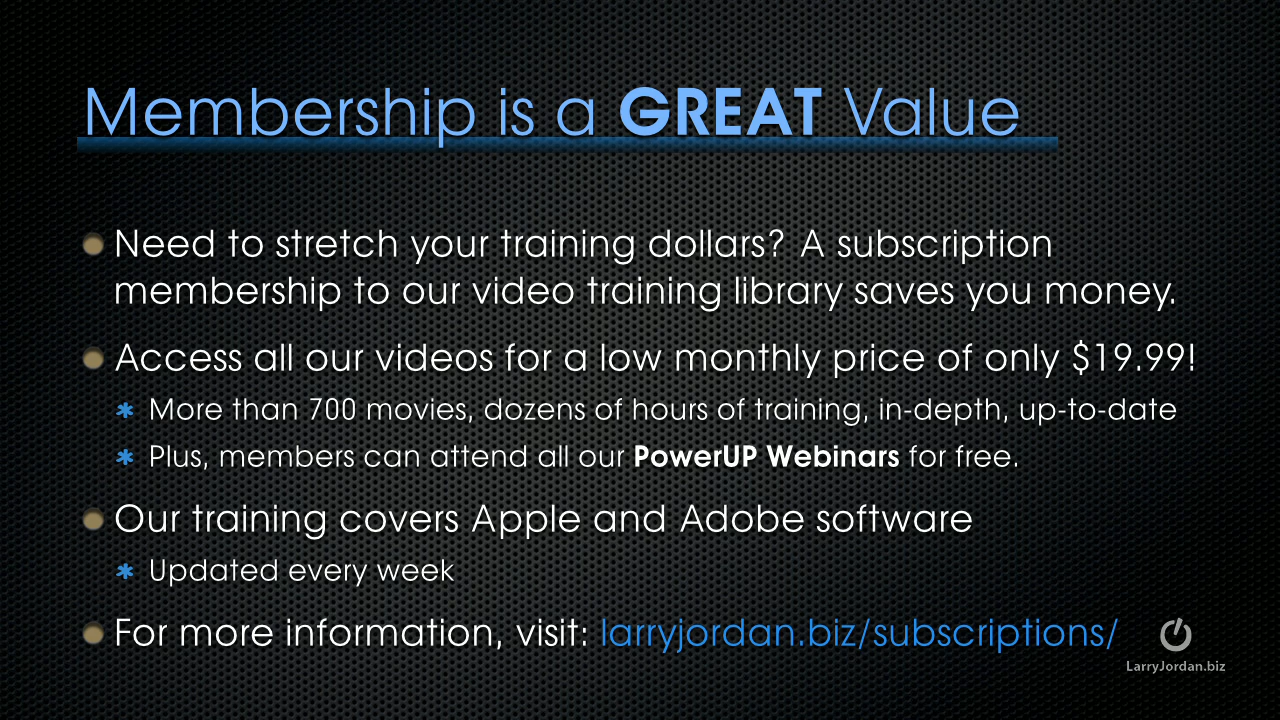 Membership is a GREAT Value
Need to stretch your training dollars? A subscription
membership to our video training library saves you money.
Access all our videos for a low monthly price of only $19.99!
More than 700 movies, dozens of hours of training, in-depth, up-to-date
Plus, members can attend all our PowerUP Webinars for free.
Our training covers Apple and Adobe software
Updated every week
For more information, visit: larryjordan.biz/subscriptions/
LarryJordan.biz